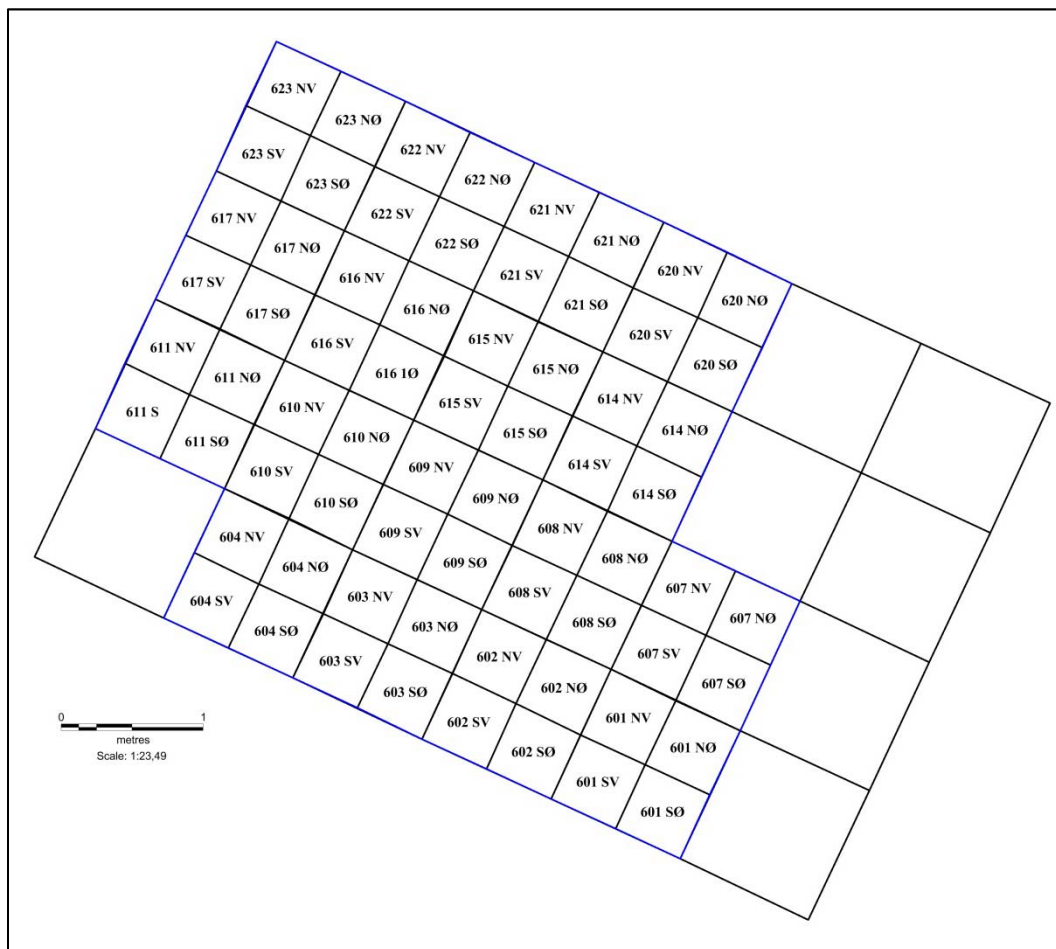 623 NV
623 NØ
622 NV
622 NØ
621 NV
621 NØ
620 NV
620 NØ
623 SV
623 SØ
622 SV
622 SØ
621 SV
621 SØ
620 SV
620 SØ
617 NV
617 NØ
616 NV
616 NØ
615 NV
615 NØ
614 NV
614 NØ
617 SV
617 SØ
616 SV
616 1Ø
615 SV
615 SØ
614 SV
614 SØ
611 NV
611 NØ
610 NV
610 NØ
609 NV
609 NØ
608 NV
608 NØ
607 NV
607 NØ
611 S
611 SØ
610 SV
610 SØ
609 SV
609 SØ
608 SV
608 SØ
607 SV
607 SØ
604 NV
604 NØ
603 NV
603 NØ
602 NV
602 NØ
601 NV
601 NØ
604 SV
604 SØ
603 SV
603 SØ
602 SV
602 SØ
601 SV
601 SØ
0 1
metres
Scale: 1:23,49